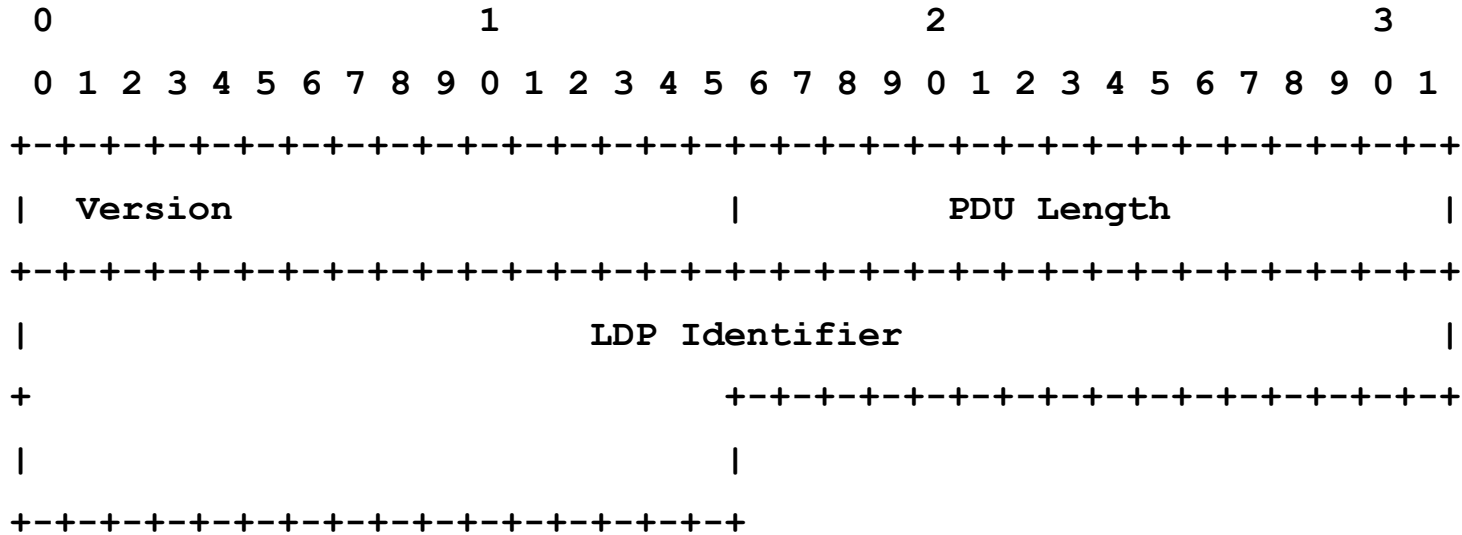 0                   1                   2                   3
0 1 2 3 4 5 6 7 8 9 0 1 2 3 4 5 6 7 8 9 0 1 2 3 4 5 6 7 8 9 0 1
+-+-+-+-+-+-+-+-+-+-+-+-+-+-+-+-+-+-+-+-+-+-+-+-+-+-+-+-+-+-+-+-+
|  Version                      |         PDU Length            |
+-+-+-+-+-+-+-+-+-+-+-+-+-+-+-+-+-+-+-+-+-+-+-+-+-+-+-+-+-+-+-+-+
|                         LDP Identifier                        |
+                               +-+-+-+-+-+-+-+-+-+-+-+-+-+-+-+-+
|                               |
+-+-+-+-+-+-+-+-+-+-+-+-+-+-+-+-+